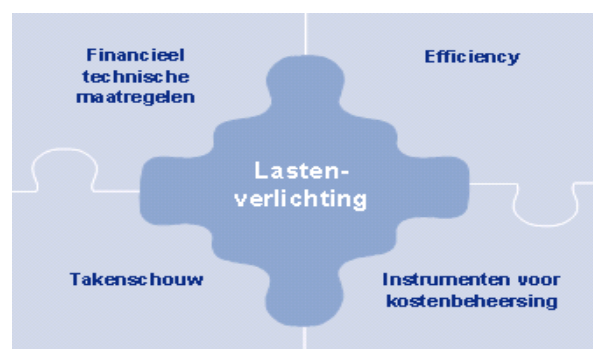 Financieel
technische
maatregelen
Efficiency
Lasten-
verlichting
Takenschouw
Instrumenten voor
kostenbeheersing